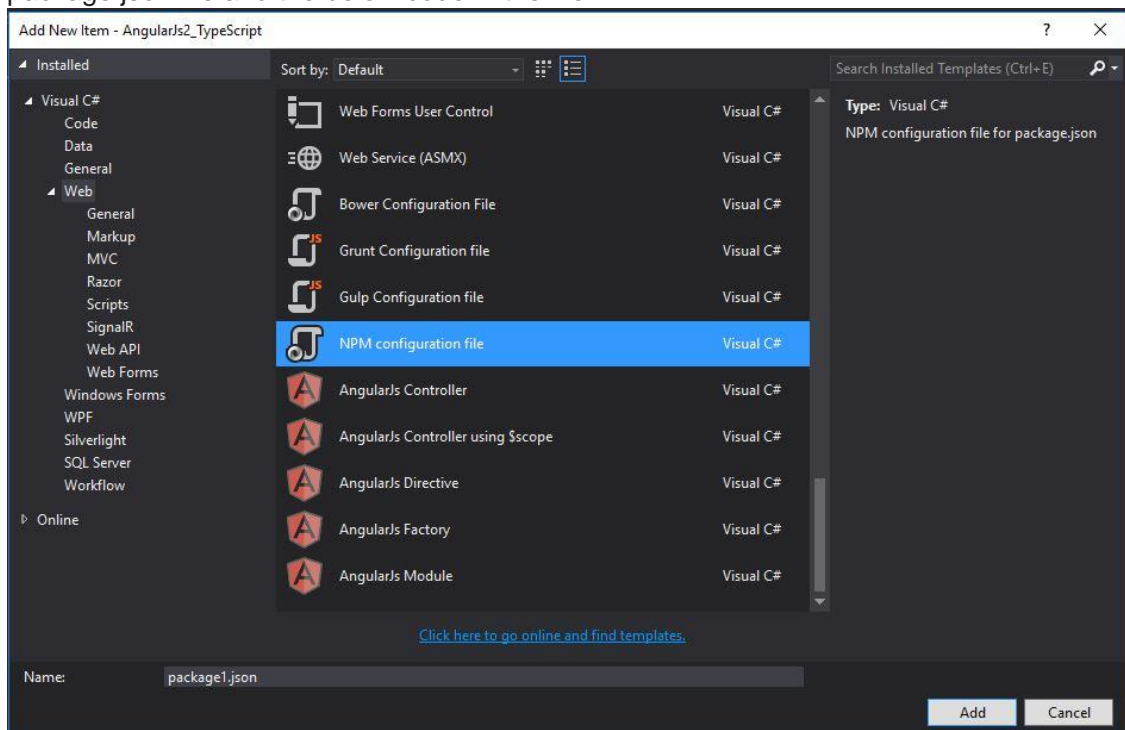 Add New Item - AngularJs2_TypeScript
Installed
Sort by: Default
Search Installed Templates (Ctrl+E)
Visual C#
Code
Data
General
Web
General
Markup
MVC
Razor
Scripts
SignalR
Web API
Web Forms
Windows Forms
WPF
Silverlight
SQL Server
Workflow
Online
Web Forms User Control Visual C#
Web Service (ASMX) Visual C#
Bower Configuration File Visual C#
Grunt Configuration file Visual C#
Gulp Configuration file Visual C#
NPM configuration file Visual C#
AngularJs Controller Visual C#
AngularJs Controller using $scope Visual C#
AngularJs Directive Visual C#
AngularJs Factory Visual C#
AngularJs Module Visual C#
Type: Visual C#
NPM configuration file for package.json
Click here to go online and find templates.
Name: package1.json
Add Cancel